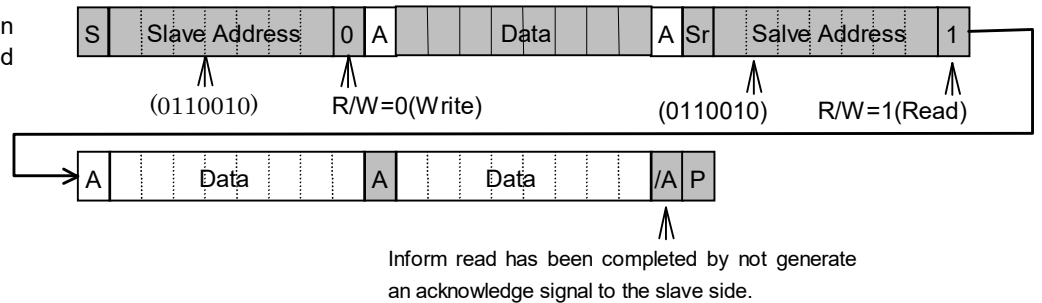 n
d
S Slave Address 0 A Data A Sr Salve Address 1
(0110010) R/W=0(Write) (0110010) R/W=1(Read)
A Data A Data /A P
Inform read has been completed by not generate
an acknowledge signal to the slave side.